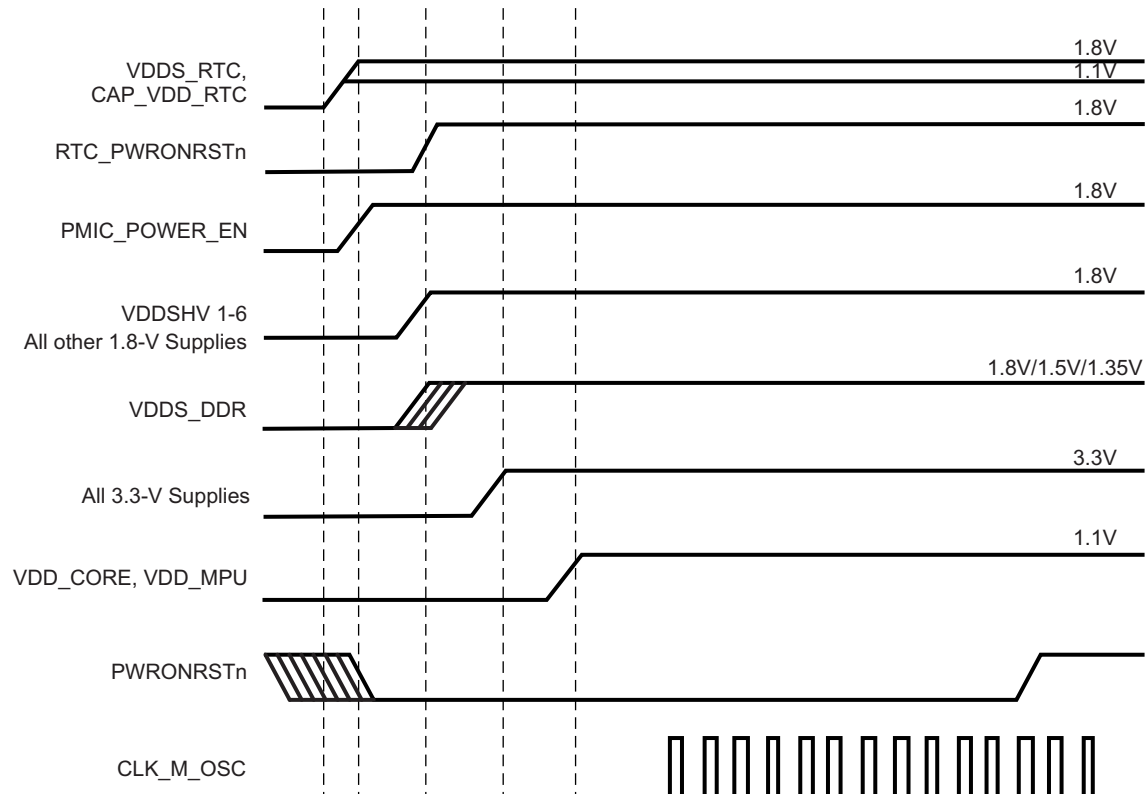 1.8V
VDDS_RTC,
1.1V
CAP_VDD_RTC
1.8V
RTC_PWRONRSTn
1.8V
PMIC_POWER_EN
1.8V
VDDSHV 1-6
All other 1.8-V Supplies
1.8V/1.5V/1.35V
VDDS_DDR
3.3V
All 3.3-V Supplies
1.1V
VDD_CORE, VDD_MPU
PWRONRSTn
CLK_M_OSC